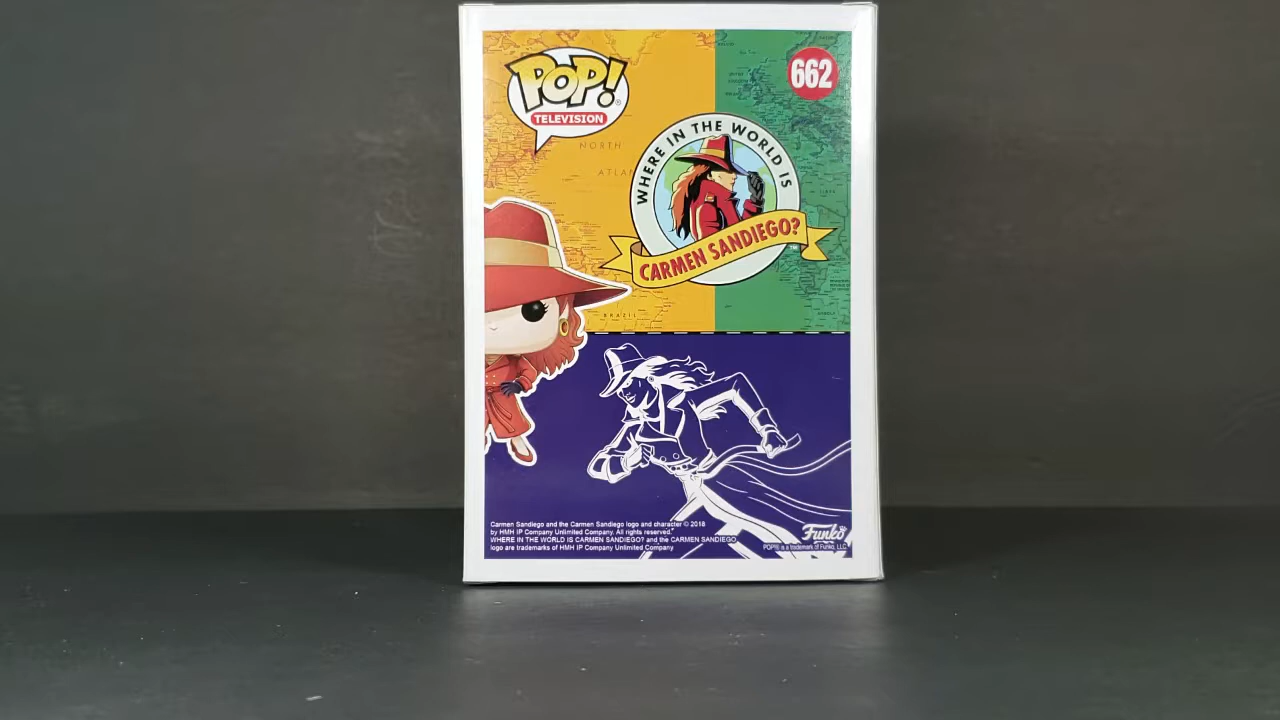 POP!®
TELEVISION
662
WHERE IN THE WORLD IS
CARMEN SANDIEGO?™
NORTH
BRAZIL
Carmen Sandiego and the Carmen Sandiego logo and character © 2018
by HMH IP Company Unlimited Company. All rights reserved.
WHERE IN THE WORLD IS CARMEN SANDIEGO? and the CARMEN SANDIEGO
logo are trademarks of HMH IP Company Unlimited Company
Funko
POP!® is a trademark of Funko, LLC